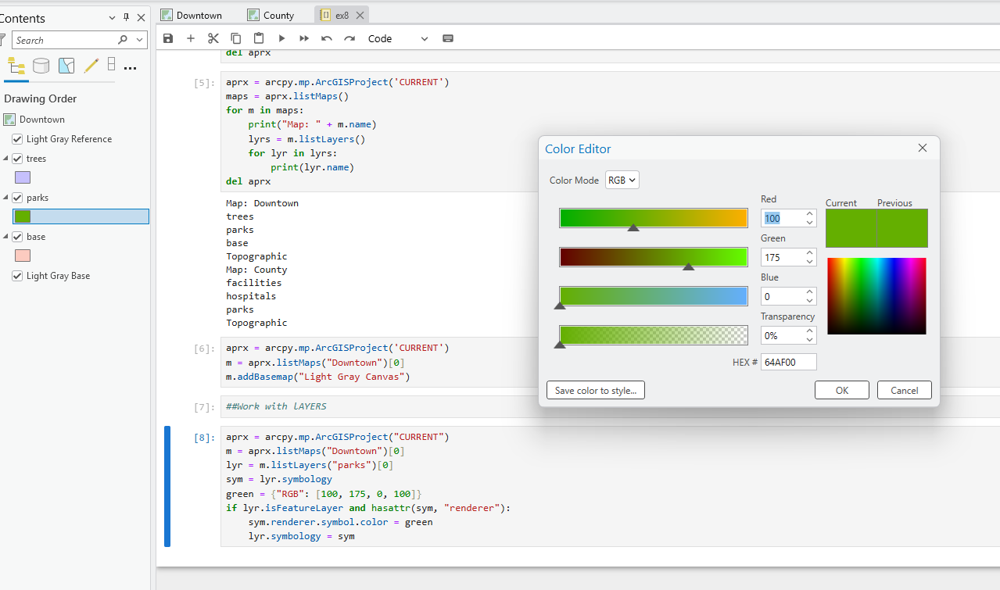 Contents
Search
Drawing Order
Downtown
Light Gray Reference
trees
parks
base
Light Gray Base
Downtown
County
ex8
Code
del aprx
[5]:
aprx = arcpy.mp.ArcGISProject('CURRENT')
maps = aprx.listMaps()
for m in maps:
    print("Map: " + m.name)
    lyrs = m.listLayers()
    for lyr in lyrs:
        print(lyr.name)
del aprx
Map: Downtown
trees
parks
base
Topographic
Map: County
facilities
hospitals
parks
Topographic
[6]:
aprx = arcpy.mp.ArcGISProject('CURRENT')
m = aprx.listMaps("Downtown")[0]
m.addBasemap("Light Gray Canvas")
[7]:
##Work with lAYERS
[8]:
aprx = arcpy.mp.ArcGISProject("CURRENT")
m = aprx.listMaps("Downtown")[0]
lyr = m.listLayers("parks")[0]
sym = lyr.symbology
green = {"RGB": [100, 175, 0, 100]}
if lyr.isFeatureLayer and hasattr(sym, "renderer"):
    sym.renderer.symbol.color = green
    lyr.symbology = sym
Color Editor
Color Mode RGB
Red
100
Green
175
Blue
0
Transparency
0%
HEX # 64AF00
Current Previous
Save color to style...
OK
Cancel